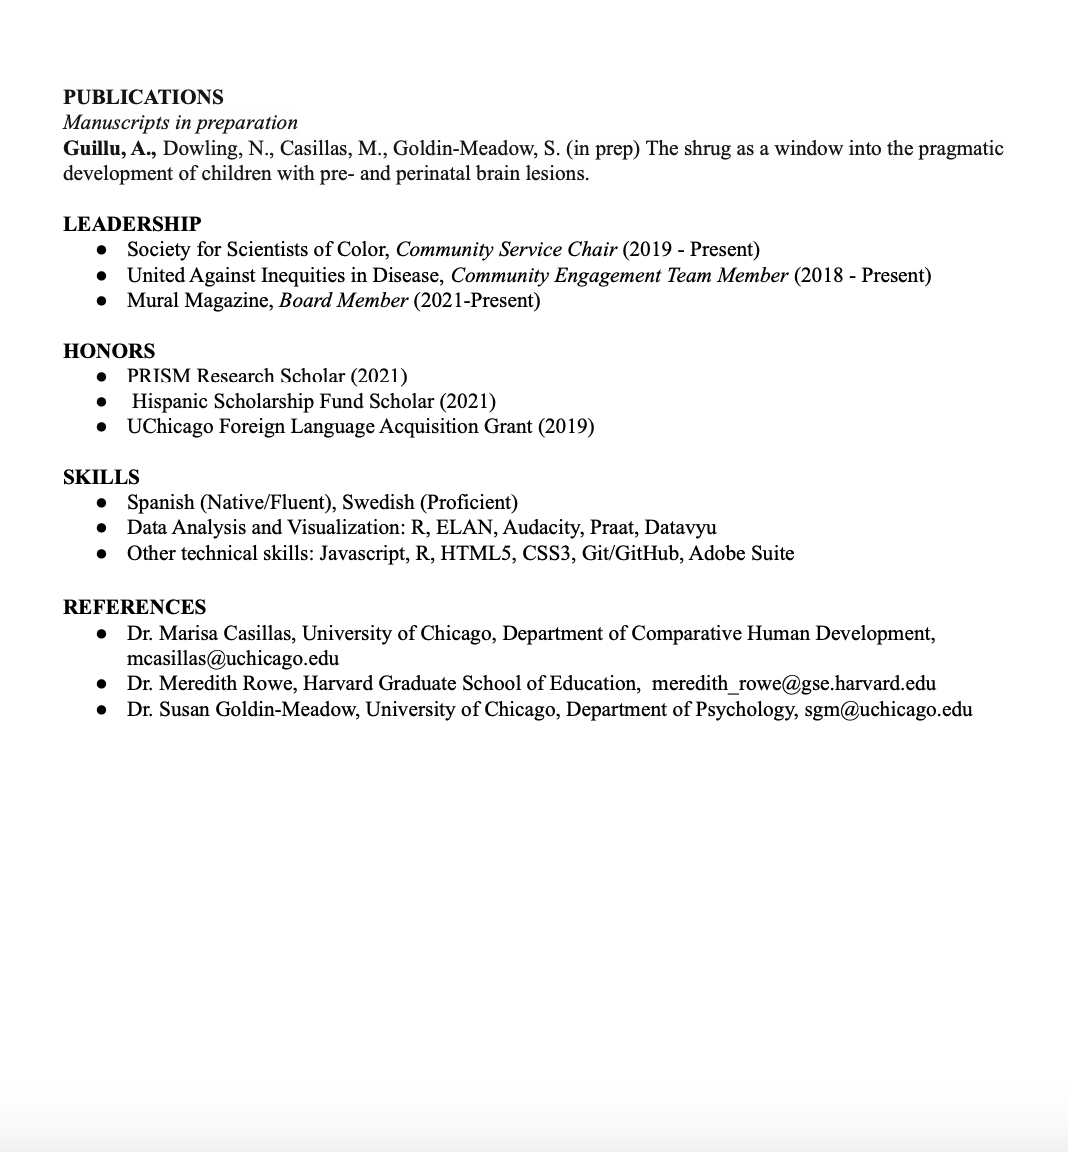 PUBLICATIONS
Manuscripts in preparation
Guillu, A., Dowling, N., Casillas, M., Goldin-Meadow, S. (in prep) The shrug as a window into the pragmatic
development of children with pre- and perinatal brain lesions.
LEADERSHIP
● Society for Scientists of Color, Community Service Chair (2019 - Present)
● United Against Inequities in Disease, Community Engagement Team Member (2018 - Present)
● Mural Magazine, Board Member (2021-Present)
HONORS
● PRISM Research Scholar (2021)
● Hispanic Scholarship Fund Scholar (2021)
● UChicago Foreign Language Acquisition Grant (2019)
SKILLS
● Spanish (Native/Fluent), Swedish (Proficient)
● Data Analysis and Visualization: R, ELAN, Audacity, Praat, Datavyu
● Other technical skills: Javascript, R, HTML5, CSS3, Git/GitHub, Adobe Suite
REFERENCES
● Dr. Marisa Casillas, University of Chicago, Department of Comparative Human Development,
mcasillas@uchicago.edu
● Dr. Meredith Rowe, Harvard Graduate School of Education, meredith_rowe@gse.harvard.edu
● Dr. Susan Goldin-Meadow, University of Chicago, Department of Psychology, sgm@uchicago.edu